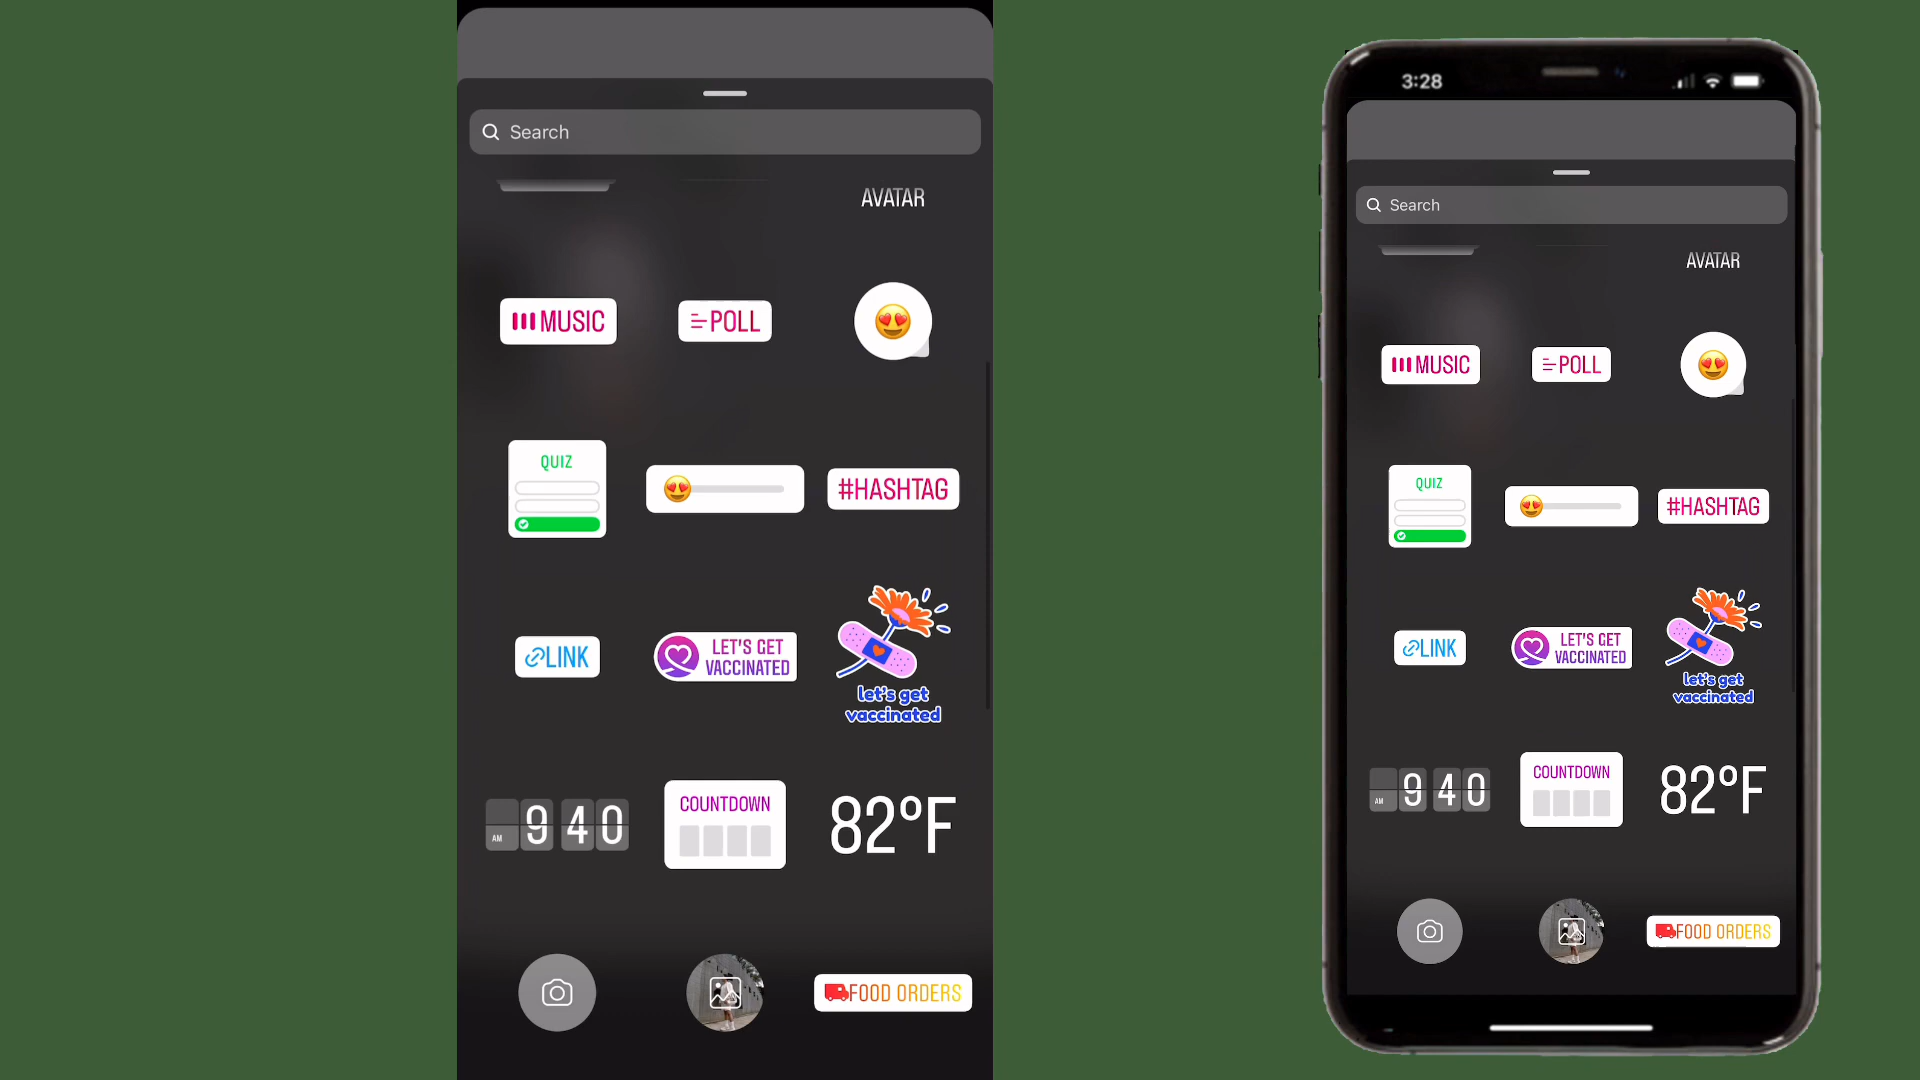 Search
AVATAR
MUSIC
POLL
QUIZ
#HASHTAG
LINK
LET'S GET
VACCINATED
let's get
vaccinated
AM
9 40
COUNTDOWN
82°F
FOOD ORDERS
3:28
Search
AVATAR
MUSIC
POLL
QUIZ
#HASHTAG
LINK
LET'S GET
VACCINATED
let's get
vaccinated
AM
9 40
COUNTDOWN
82°F
FOOD ORDERS